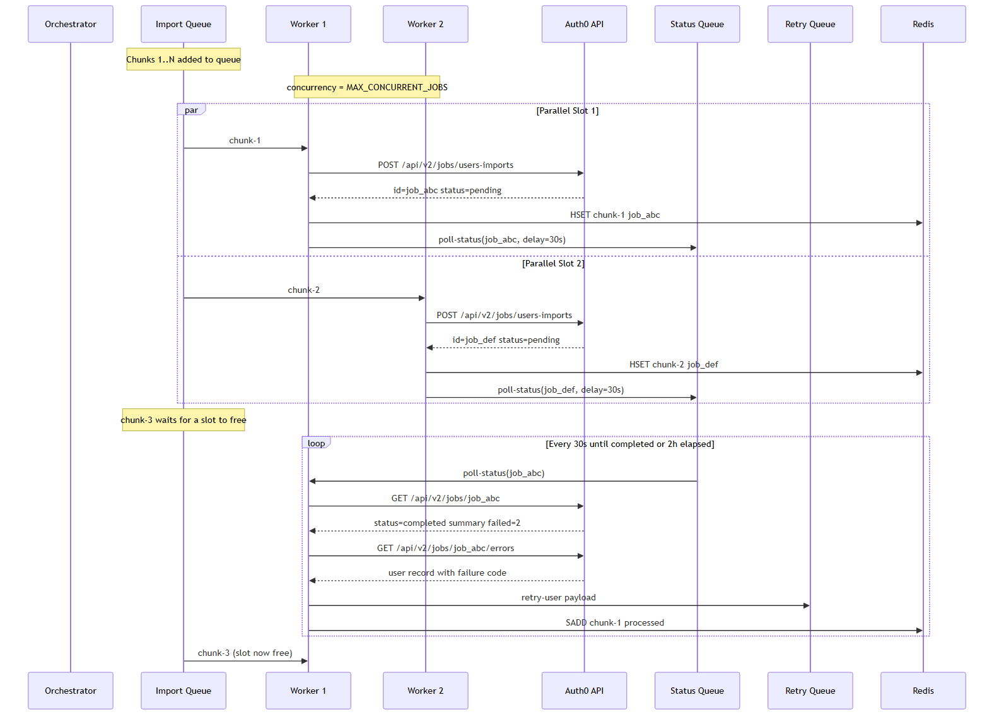 Orchestrator
Import Queue
Worker 1
Worker 2
Auth0 API
Status Queue
Retry Queue
Redis
Chunks 1..N added to queue
concurrency = MAX_CONCURRENT_JOBS
par
[Parallel Slot 1]
chunk-1
POST /api/v2/jobs/users-imports
id=job_abc status=pending
HSET chunk-1 job_abc
poll-status(job_abc, delay=30s)
[Parallel Slot 2]
chunk-2
POST /api/v2/jobs/users-imports
id=job_def status=pending
HSET chunk-2 job_def
poll-status(job_def, delay=30s)
chunk-3 waits for a slot to free
loop
[Every 30s until completed or 2h elapsed]
poll-status(job_abc)
GET /api/v2/jobs/job_abc
status=completed summary failed=2
GET /api/v2/jobs/job_abc/errors
user record with failure code
retry-user payload
SADD chunk-1 processed
chunk-3 (slot now free)
Orchestrator
Import Queue
Worker 1
Worker 2
Auth0 API
Status Queue
Retry Queue
Redis